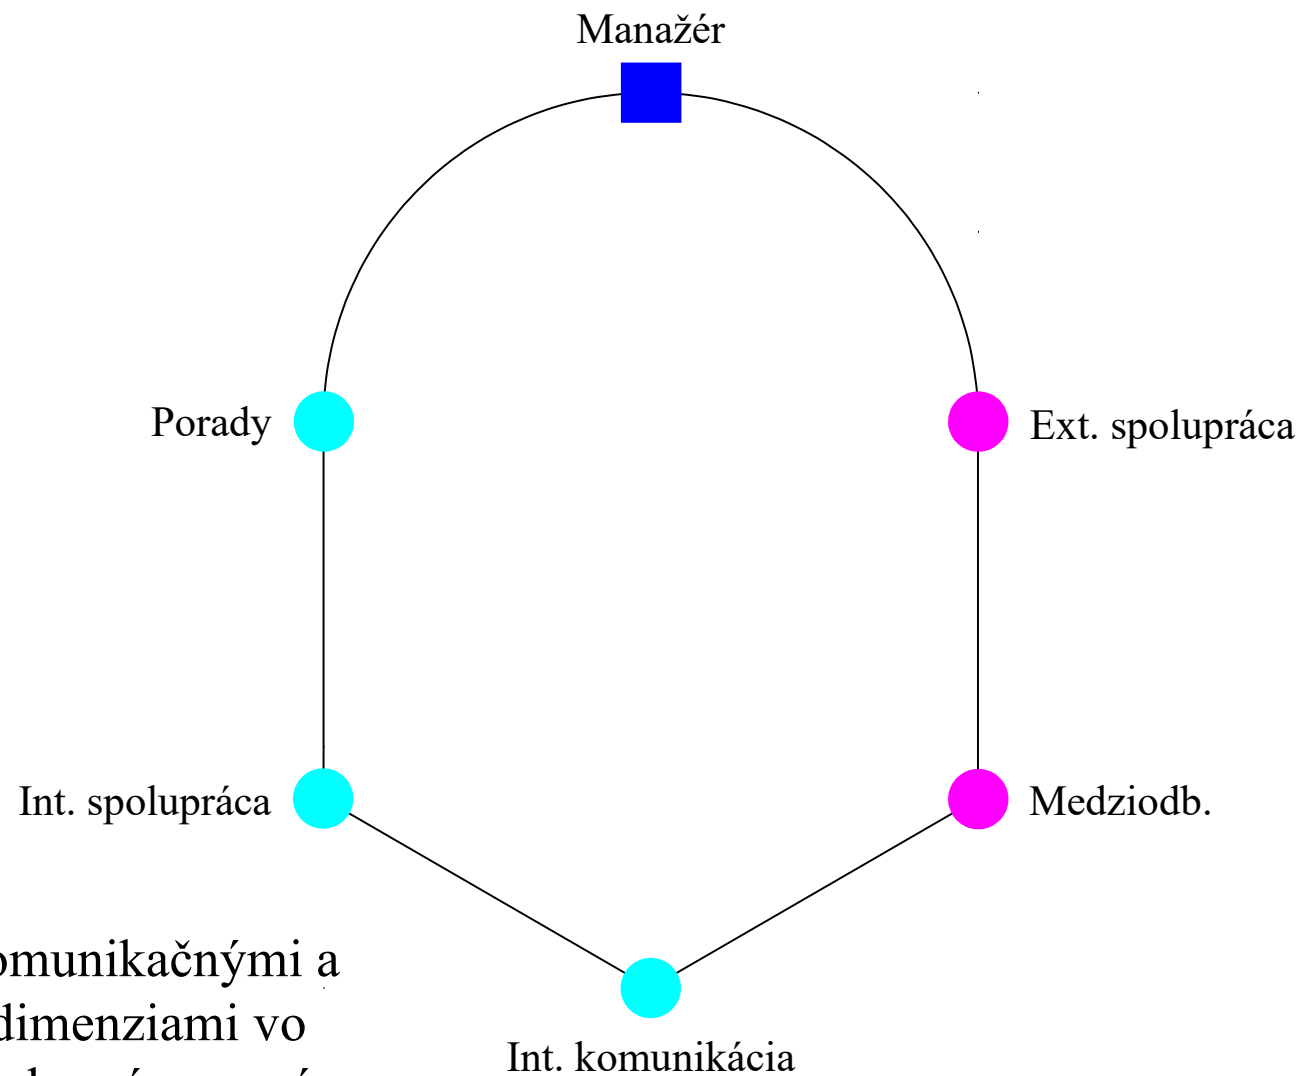 Manažér
Porady
Ext. spolupráca
Int. spolupráca
Medziodb.
omunikačnými a
dimenziami vo
Int. komunikácia